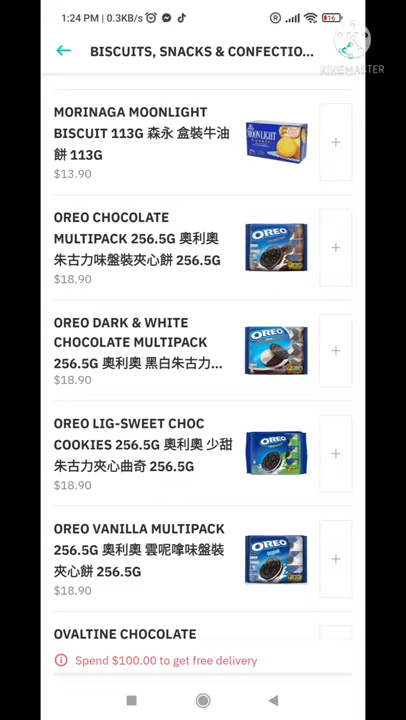 1:24 PM | 0.3KB/s
16
BISCUITS, SNACKS & CONFECTIO...
KINEMASTER
MORINAGA MOONLIGHT
BISCUIT 113G 森永 盒裝牛油
餅 113G
$13.90
MOONLIGHT
OREO CHOCOLATE
MULTIPACK 256.5G 奧利奧
朱古力味盤裝夾心餅 256.5G
$18.90
OREO
OREO DARK & WHITE
CHOCOLATE MULTIPACK
256.5G 奧利奧 黑白朱古力...
$18.90
OREO
OREO LIG-SWEET CHOC
COOKIES 256.5G 奧利奧 少甜
朱古力夾心曲奇 256.5G
$18.90
OREO
OREO VANILLA MULTIPACK
256.5G 奧利奧 雲呢嗱味盤裝
夾心餅 256.5G
$18.90
OREO
OVALTINE CHOCOLATE
Spend $100.00 to get free delivery